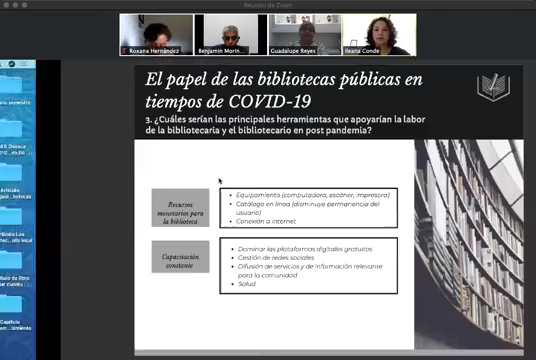 Reunión de Zoom
Roxana Hernández
Benjamin Morin...
Guadalupe Reyes
Ileana Conde
El papel de las bibliotecas públicas en
tiempos de COVID-19
3. ¿Cuáles serían las principales herramientas que apoyarían la labor
de la bibliotecaria y el bibliotecario en post pandemia?
Recursos
monetarios para
la biblioteca
• Equipamiento (computadora, escáner, impresora)
• Catálogo en línea (disminuye permanencia del
usuario)
• Conexión a internet
Capacitación
constante
• Dominar las plataformas digitales gratuitas
• Gestión de redes sociales
• Difusión de servicios y de información relevante
para la comunidad
• Salud